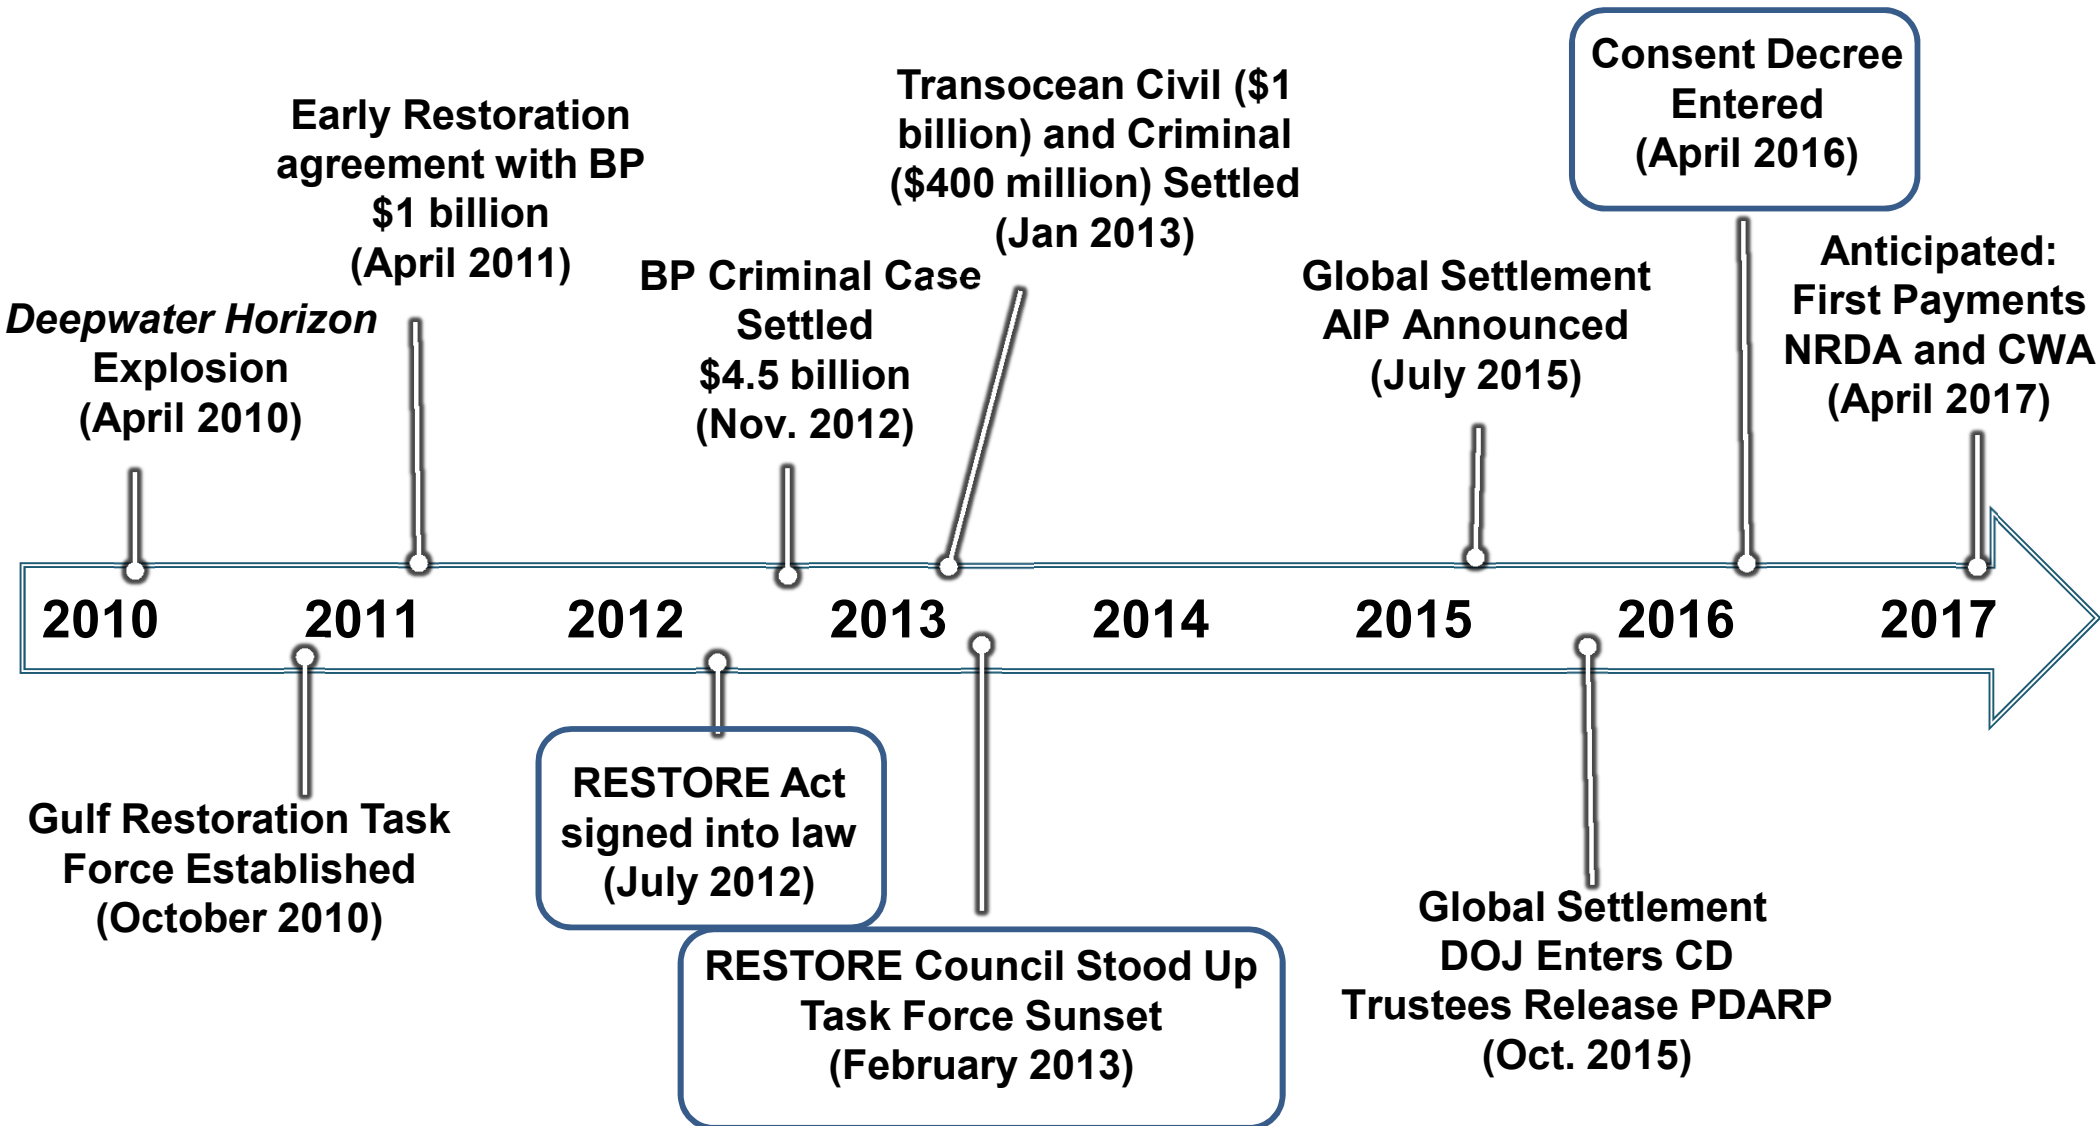 Consent Decree
Entered
(April 2016)
Transocean Civil ($1
billion) and Criminal
($400 million) Settled
(Jan 2013)
Early Restoration
agreement with BP
$1 billion
(April 2011)
Anticipated:
First Payments
NRDA and CWA
(April 2017)
BP Criminal Case
Settled
$4.5 billion
(Nov. 2012)
Global Settlement
AIP Announced
(July 2015)
Deepwater Horizon
Explosion
(April 2010)
2010 2011 2012 2013 2014 2015 2016 2017
RESTORE Act
signed into law
(July 2012)
Gulf Restoration Task
Force Established
(October 2010)
Global Settlement
DOJ Enters CD
Trustees Release PDARP
(Oct. 2015)
RESTORE Council Stood Up
Task Force Sunset
(February 2013)